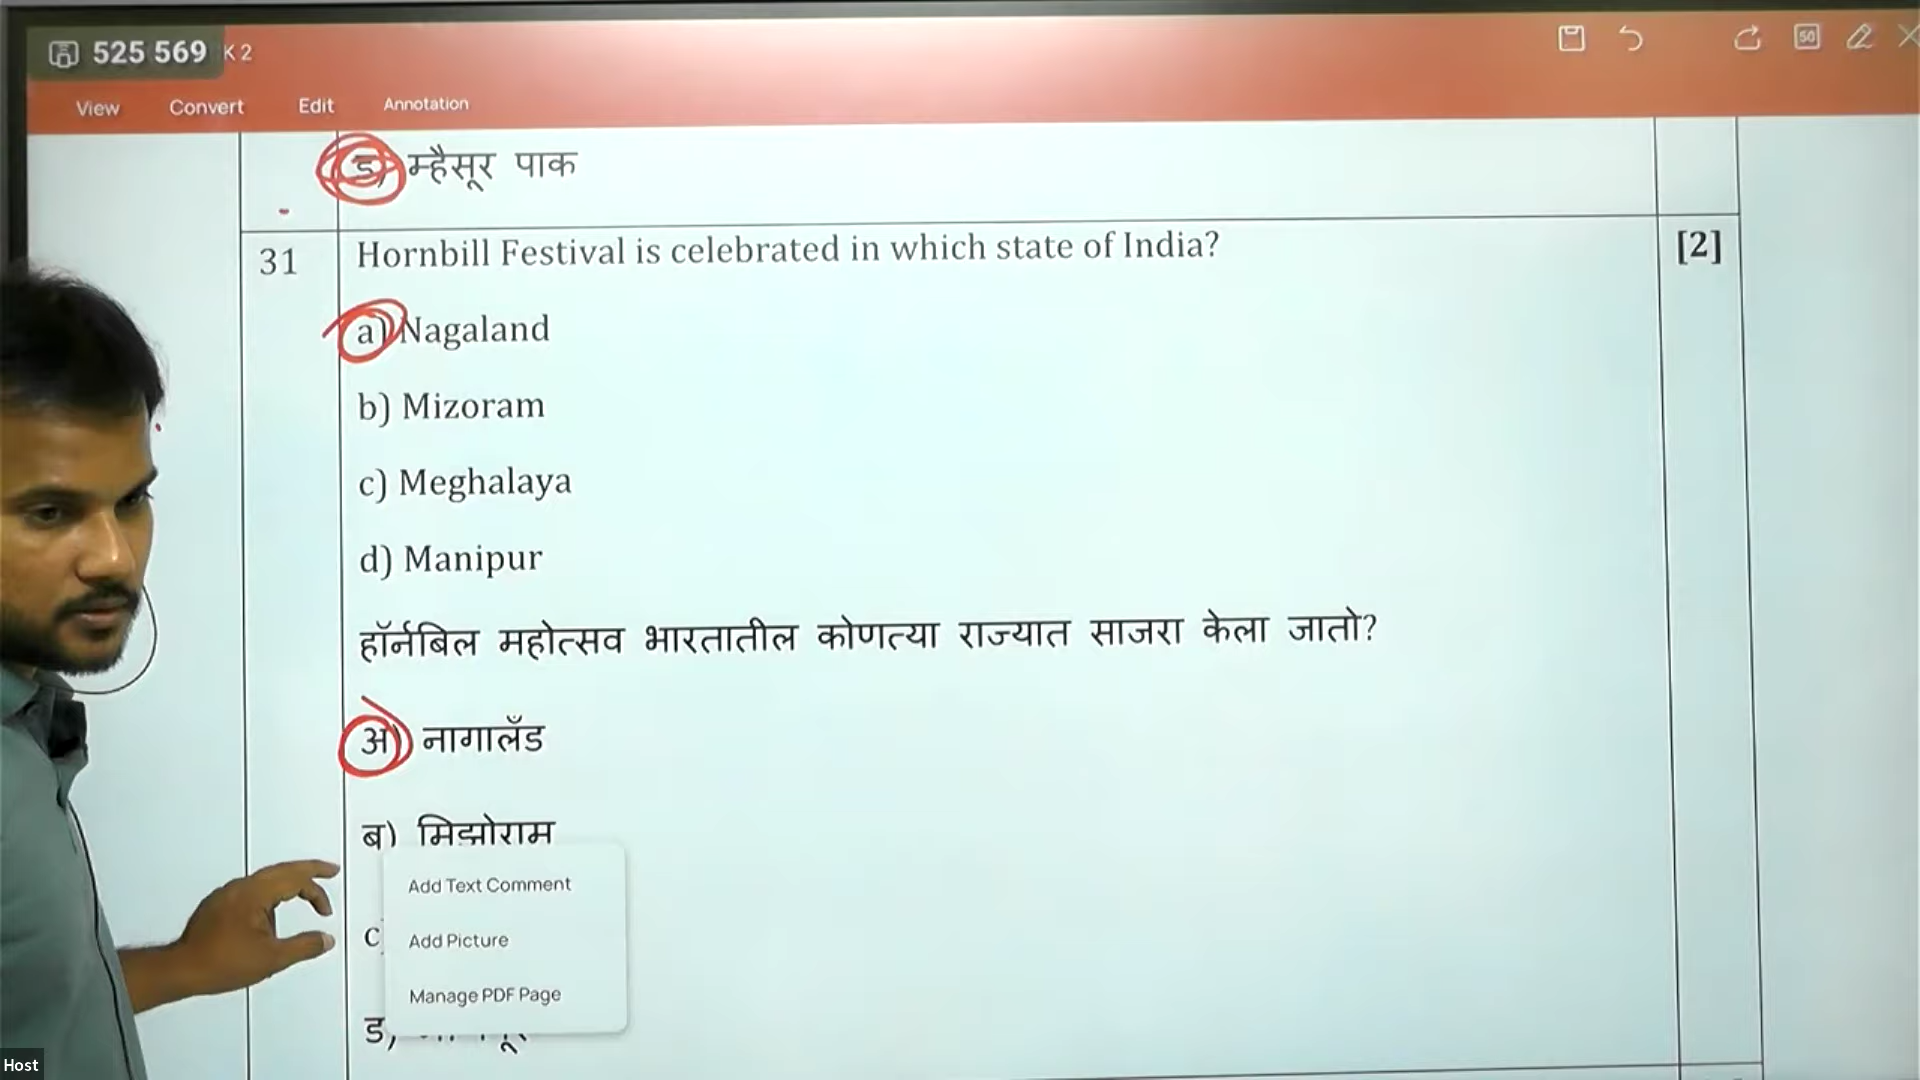 525 569 K 2
View Convert Edit Annotation
ड) म्हैसूर पाक
31 Hornbill Festival is celebrated in which state of India? [2]
a) Nagaland
b) Mizoram
c) Meghalaya
d) Manipur
हॉर्नबिल महोत्सव भारतातील कोणत्या राज्यात साजरा केला जातो?
अ) नागालँड
ब) मिझोराम
Add Text Comment
c)
Add Picture
Manage PDF Page
ड)
Host